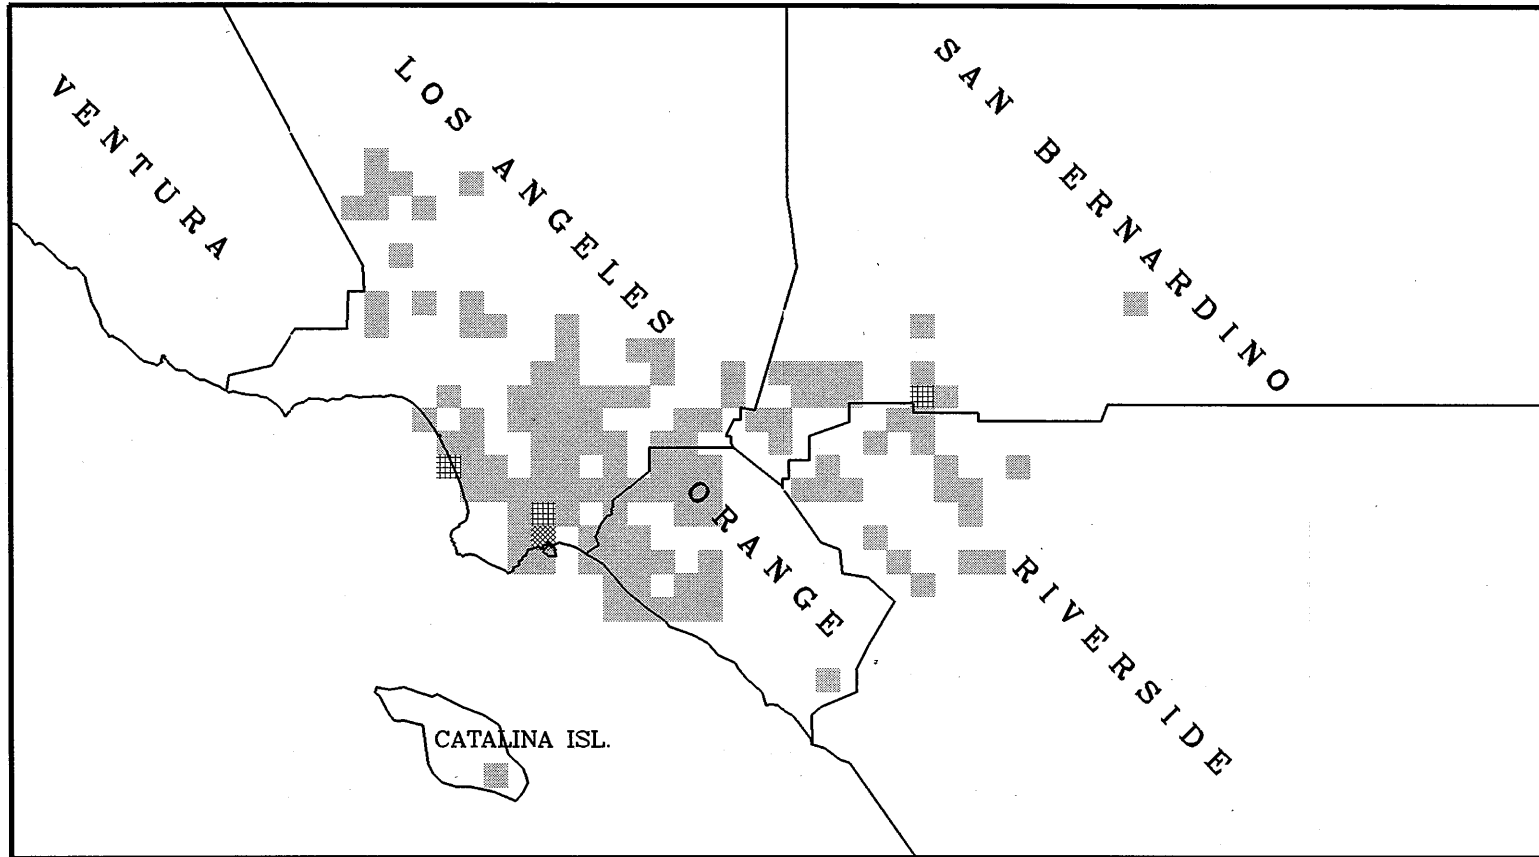 VENTURA
LOS ANGELES
SAN BERNARDINO
ORANGE
RIVERSIDE
CATALINA ISL.